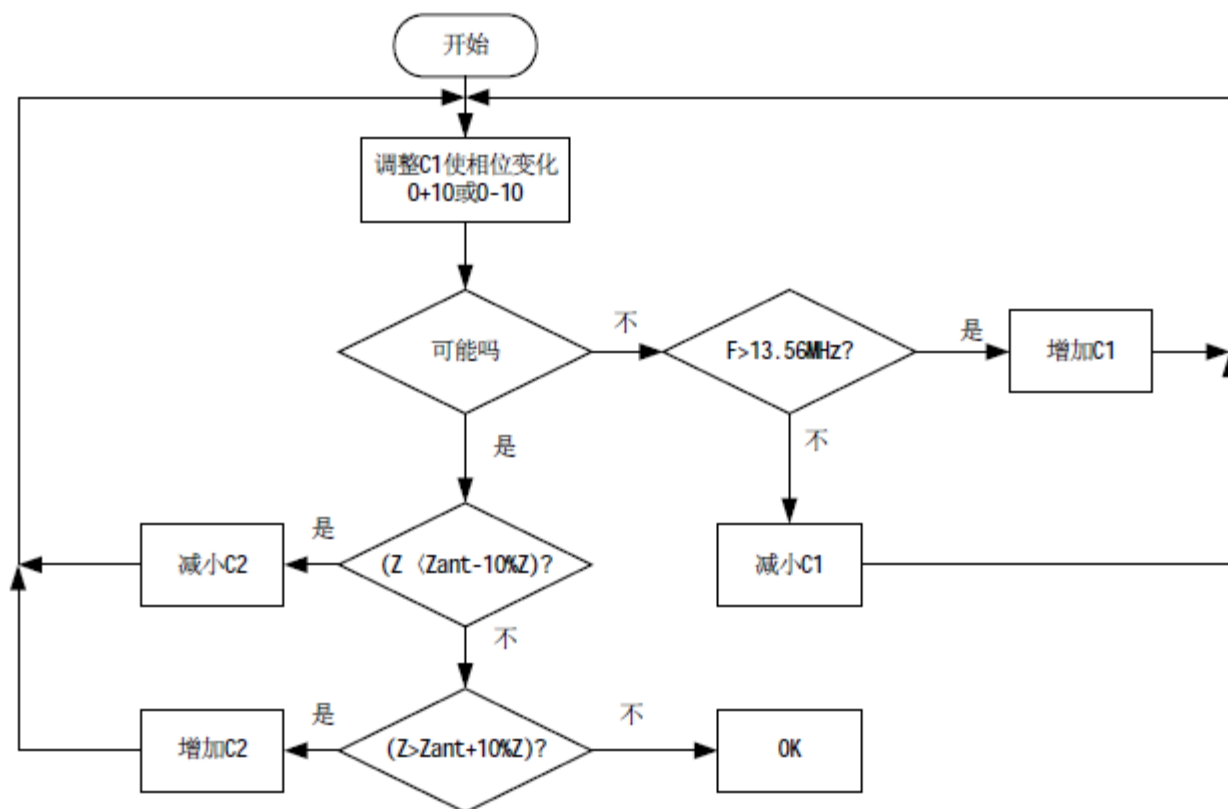 开始
调整C1使相位变化
0+10或0-10
可能吗
不
F>13.56MHz?
是
增加C1
是
不
减小C2
是
(Z〈Zant-10%Z)?
减小C1
不
增加C2
是
(Z>Zant+10%Z)?
不
OK